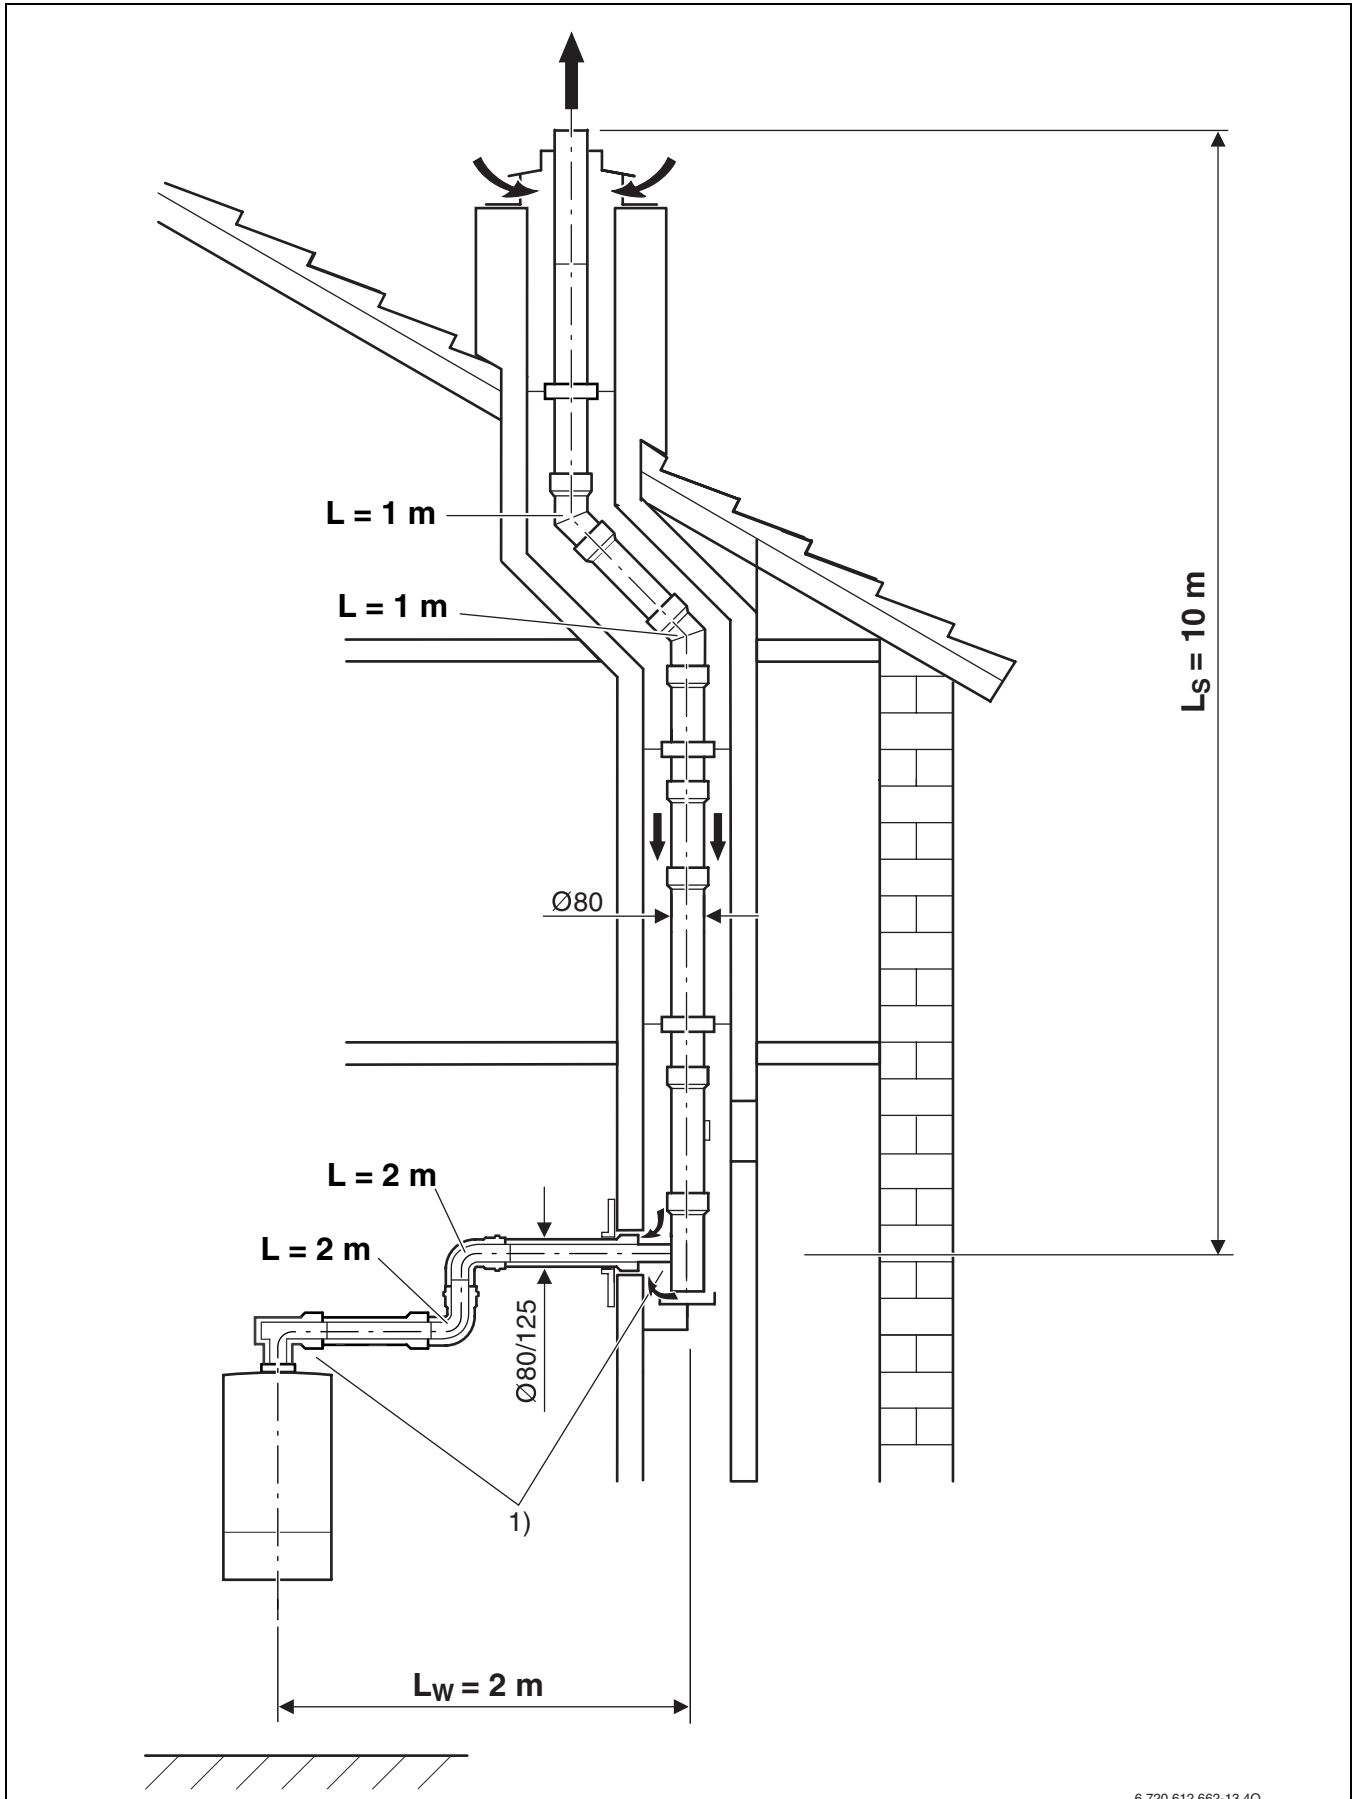 L = 1 m
L = 1 m
LS = 10 m
Ø80
L = 2 m
L = 2 m
Ø80/125
1)
LW = 2 m
6 720 612 662-13.4O